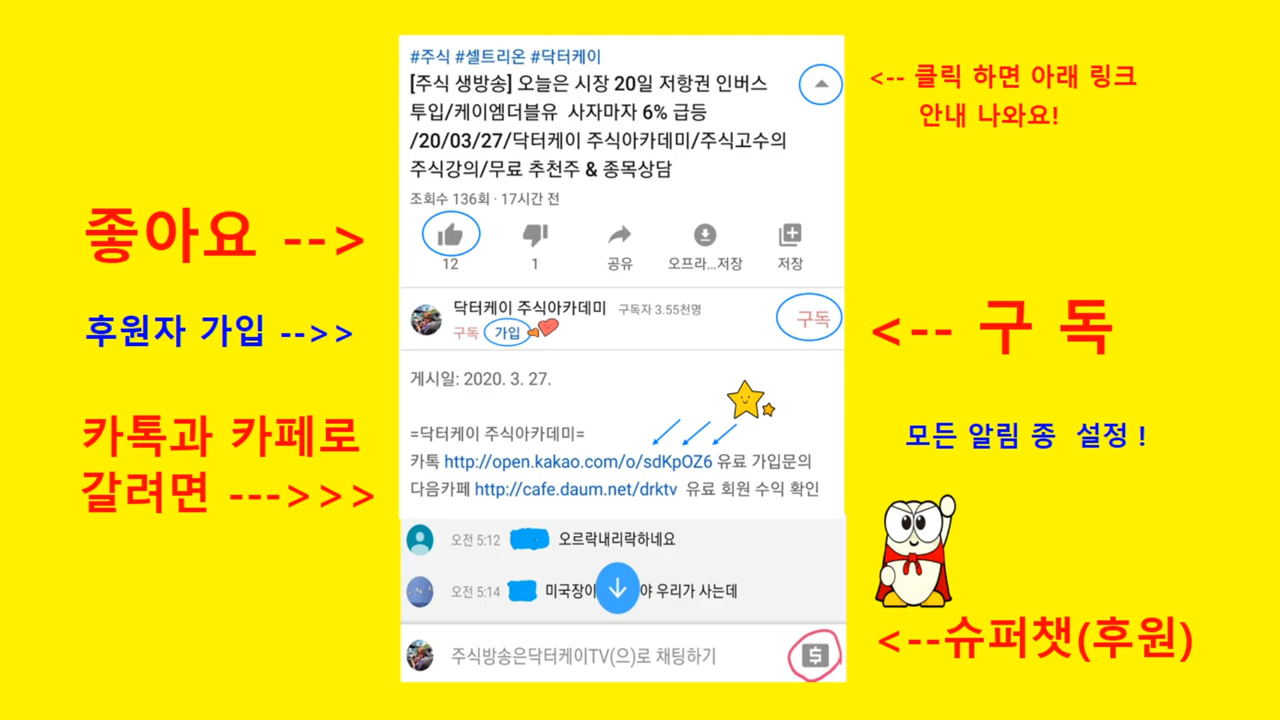 #주식 #셀트리온 #닥터케이
[주식 생방송] 오늘은 시장 20일 저항권 인버스
투입/케이엠더블유 사자마자 6% 급등
/20/03/27/닥터케이 주식아카데미/주식고수의
주식강의/무료 추천주 & 종목상담
조회수 136회 · 17시간 전
<-- 클릭 하면 아래 링크
안내 나와요!
좋아요 -->
12
1
공유
오프라...저장
저장
후원자 가입 -->>
닥터케이 주식아카데미 구독자 3.55천명
구독 가입
구독
<-- 구 독
게시일: 2020. 3. 27.
카톡과 카페로
갈려면 --->>>
=닥터케이 주식아카데미=
카톡 http://open.kakao.com/o/sdKpOZ6 유료 가입문의
다음카페 http://cafe.daum.net/drktv 유료 회원 수익 확인
모든 알림 종 설정 !
오전 5:12 오르락내리락하네요
오전 5:14 미국장이 야 우리가 사는데
주식방송은닥터케이TV(으)로 채팅하기
$
<--슈퍼챗(후원)